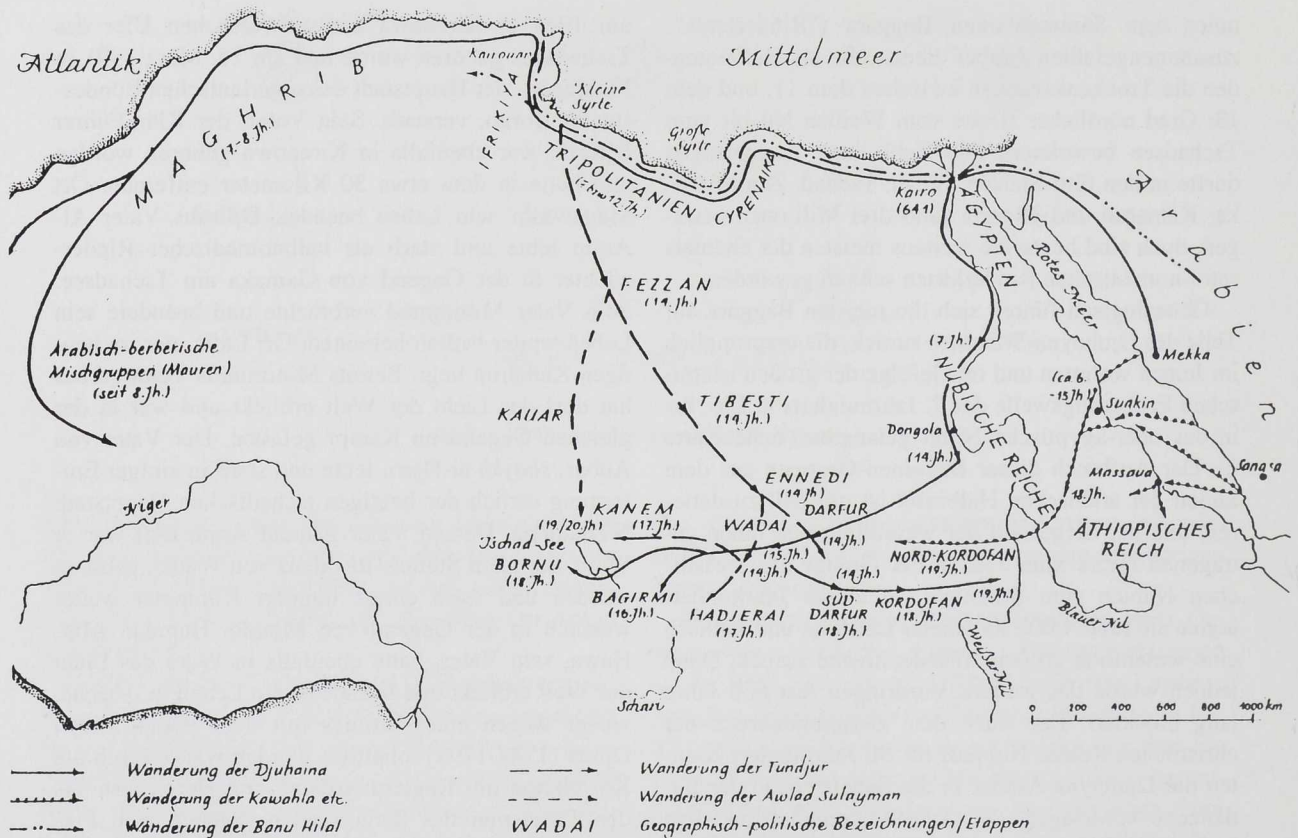 Atlantik
MAGHRIB
(7.-8.Jh.)
Kairuan
Mittelmeer
Kleine
Syrte
IFRIKIYA
Große
Syrte
TRIPOLITANIEN
(11.-12.Jh.)
CYRENAIKA
Kairo
(641)
ÄGYPTEN
Rotes Meer
Arabien
Arabisch-berberische
Mischgruppen (Mauren)
(seit 8.Jh.)
FEZZAN
(14.Jh.)
(7.Jh.)
Mekka
KAUAR
TIBESTI
(14.Jh.)
NUBISCHE REICHE
(ca 6.
-15.Jh)
Suakin
Dongola
(14.Jh.)
Massaua
Sanaa
18.Jh.
Niger
ENNEDI
(14.Jh.)
KANEM
(19/20.Jh.)
(17.Jh.)
WADAI
DARFUR
(14.Jh.)
ÄTHIOPISCHES
REICH
Tschad-See
BORNU
(18.Jh.)
(15.Jh.)
(14.Jh.)
NORD-KORDOFAN
(19.Jh.)
BAGIRMI
(16.Jh.)
HADJERAI
(17.Jh.)
(14.Jh.)
SÜD-
DARFUR
(18.Jh.)
KORDOFAN
(18.Jh.)
(19.Jh.)
Blauer Nil
Weißer Nil
Schari
0 200 400 600 800 1000 km
Wanderung der Djuhaina
Wanderung der Kawahla etc.
Wanderung der Banu Hilal
Wanderung der Tundjur
Wanderung der Awlad Sulayman
WADAI Geographisch-politische Bezeichnungen/Etappen